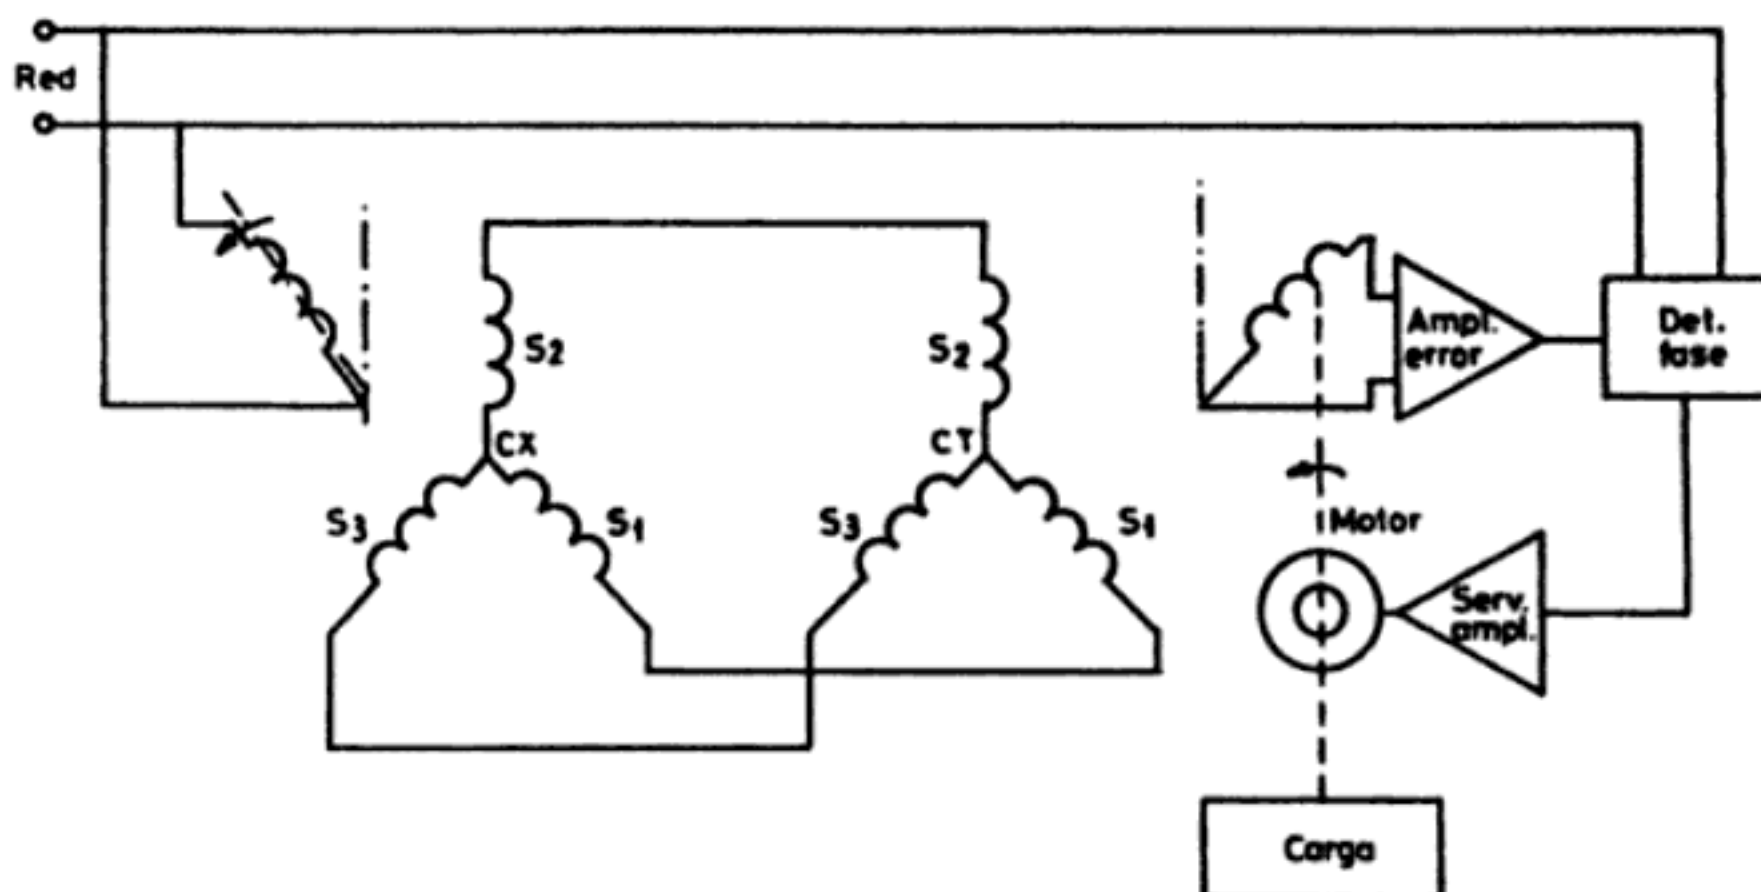 Red
S2
S2
Ampl.
error
Det.
fase
CX
CT
S3
S1
S3
S1
Motor
Serv.
ampl.
Carga